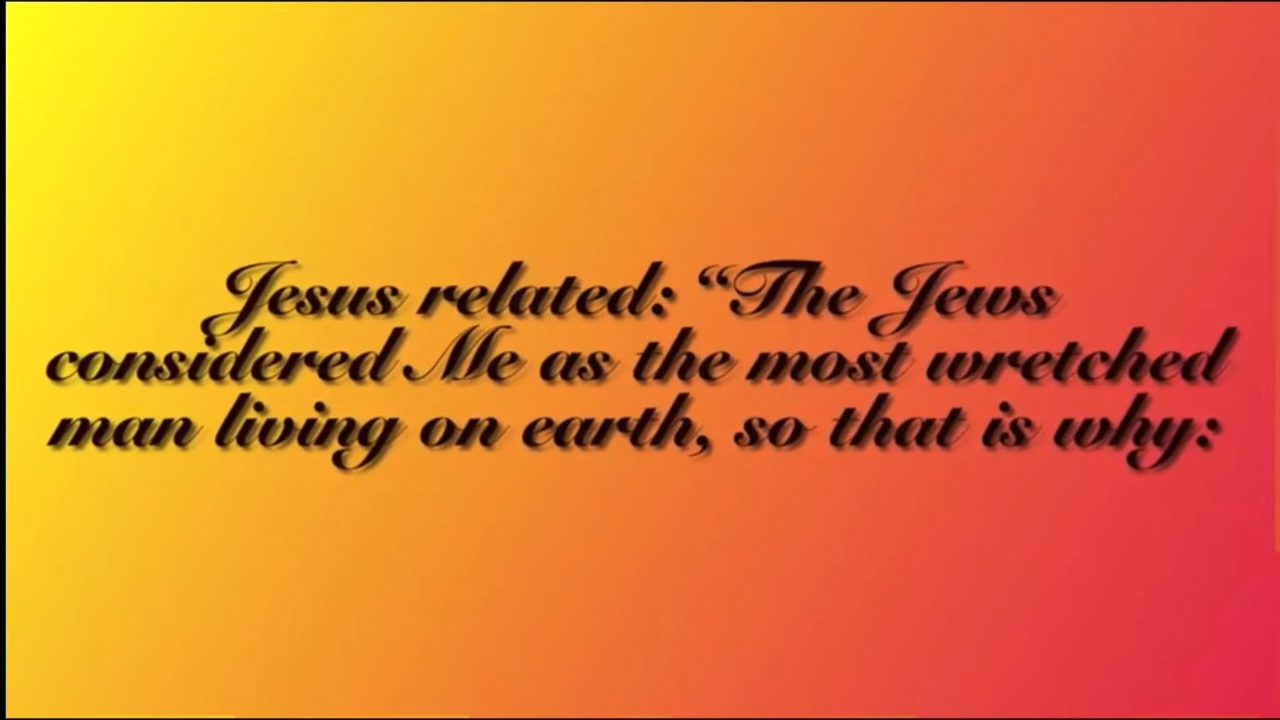 Jesus related: “The Jews
considered Me as the most wretched
man living on earth, so that is why: